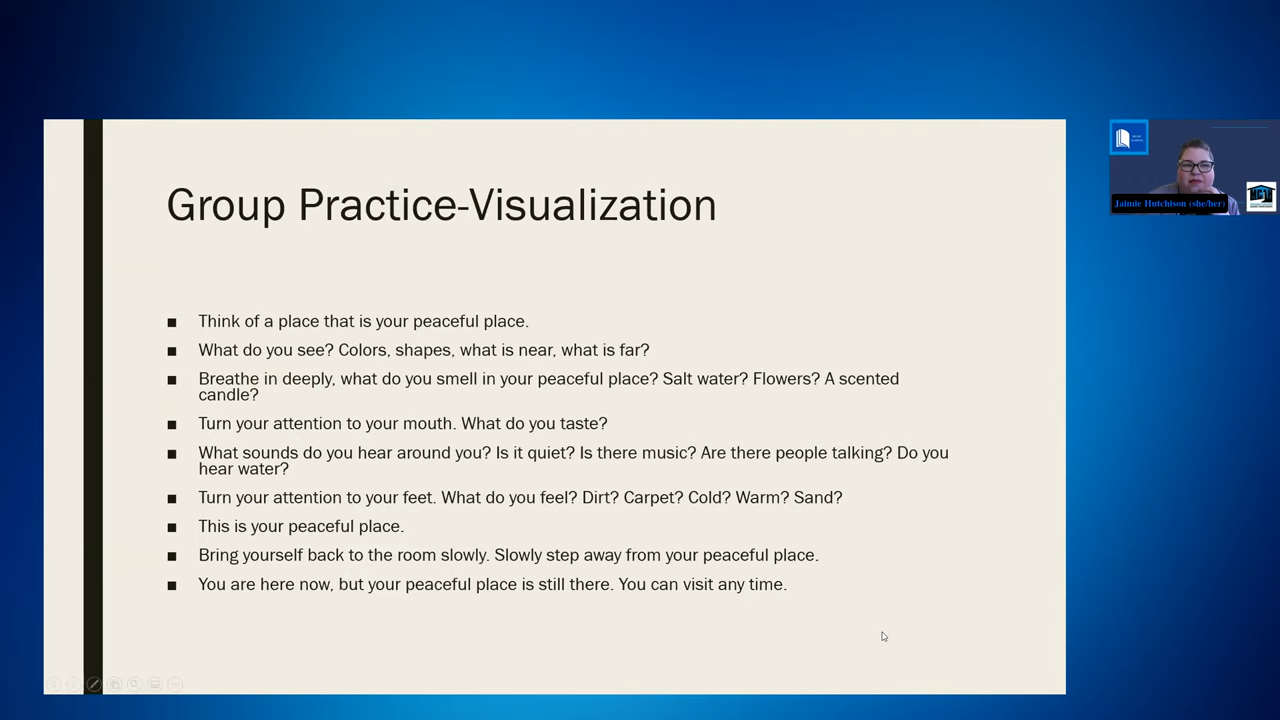 Group Practice-Visualization
■ Think of a place that is your peaceful place.
■ What do you see? Colors, shapes, what is near, what is far?
■ Breathe in deeply, what do you smell in your peaceful place? Salt water? Flowers? A scented
candle?
■ Turn your attention to your mouth. What do you taste?
■ What sounds do you hear around you? Is it quiet? Is there music? Are there people talking? Do you
hear water?
■ Turn your attention to your feet. What do you feel? Dirt? Carpet? Cold? Warm? Sand?
■ This is your peaceful place.
■ Bring yourself back to the room slowly. Slowly step away from your peaceful place.
■ You are here now, but your peaceful place is still there. You can visit any time.
Jaimie Hutchison (she/her)